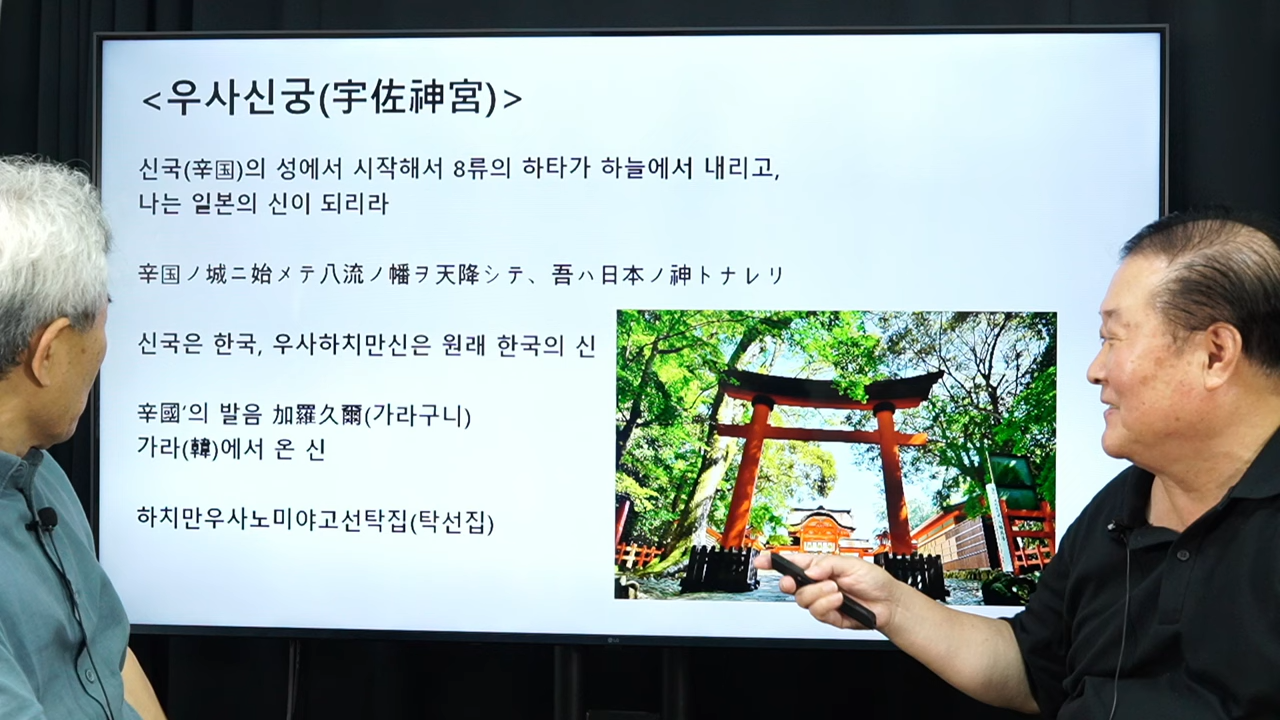 <우사신궁(宇佐神宮)>
신국(辛国)의 성에서 시작해서 8류의 하타가 하늘에서 내리고,
나는 일본의 신이 되리라
辛国ノ城ニ始メテ八流ノ幡ヲ天降シテ、吾ハ日本ノ神トナレリ
신국은 한국, 우사하치만신은 원래 한국의 신
辛國‘의 발음 加羅久爾(가라구니)
가라(韓)에서 온 신
하치만우사노미야고선탁집(탁선집)
LG